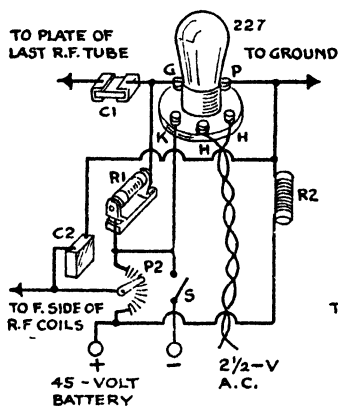 227
TO PLATE OF
LAST R.F. TUBE
TO GROUND
G
P
C1
K
H
H
R1
R2
C2
P2
S
TO F. SIDE OF
R.F COILS
T
+
−
45 - VOLT
BATTERY
2½-V
A.C.